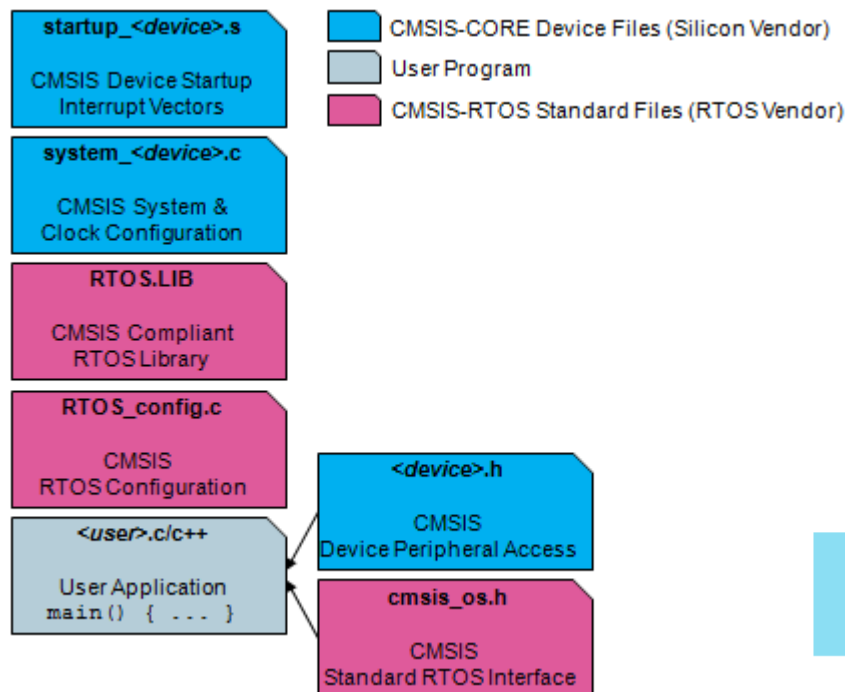 startup_<device>.s
CMSIS Device Startup
Interrupt Vectors
CMSIS-CORE Device Files (Silicon Vendor)
User Program
CMSIS-RTOS Standard Files (RTOS Vendor)
system_<device>.c
CMSIS System &
Clock Configuration
RTOS.LIB
CMSIS Compliant
RTOS Library
RTOS_config.c
CMSIS
RTOS Configuration
<user>.c/c++
User Application
main() { ... }
<device>.h
CMSIS
Device Peripheral Access
cmsis_os.h
CMSIS
Standard RTOS Interface